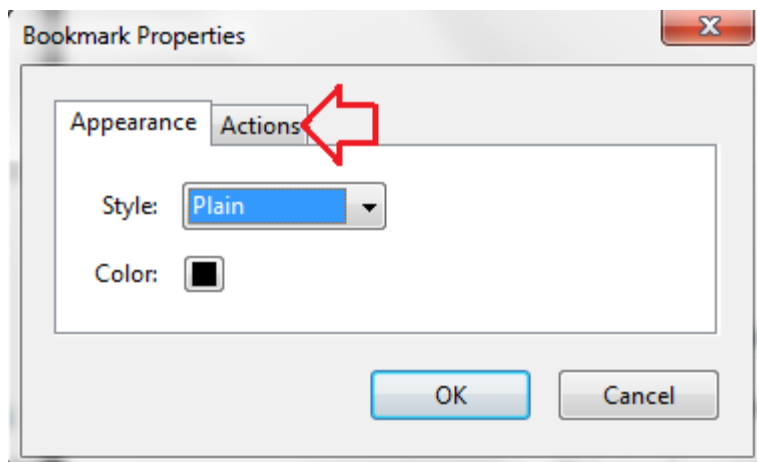 Bookmark Properties
Appearance Actions
Style: Plain
Color:
OK Cancel